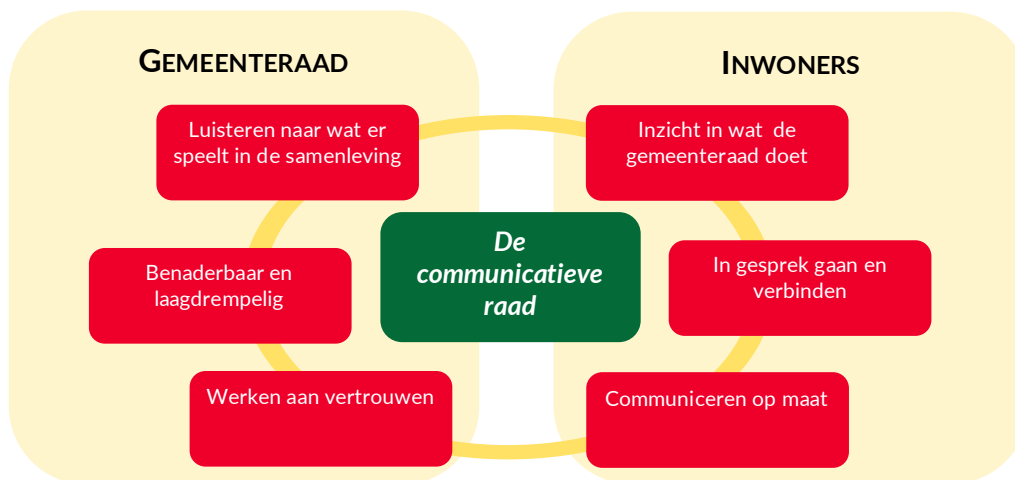 GEMEENTERAAD
INWONERS
Luisteren naar wat er
speelt in de samenleving
Inzicht in wat de
gemeenteraad doet
De
communicatieve
raad
Benaderbaar en
laagdrempelig
In gesprek gaan en
verbinden
Werken aan vertrouwen
Communiceren op maat